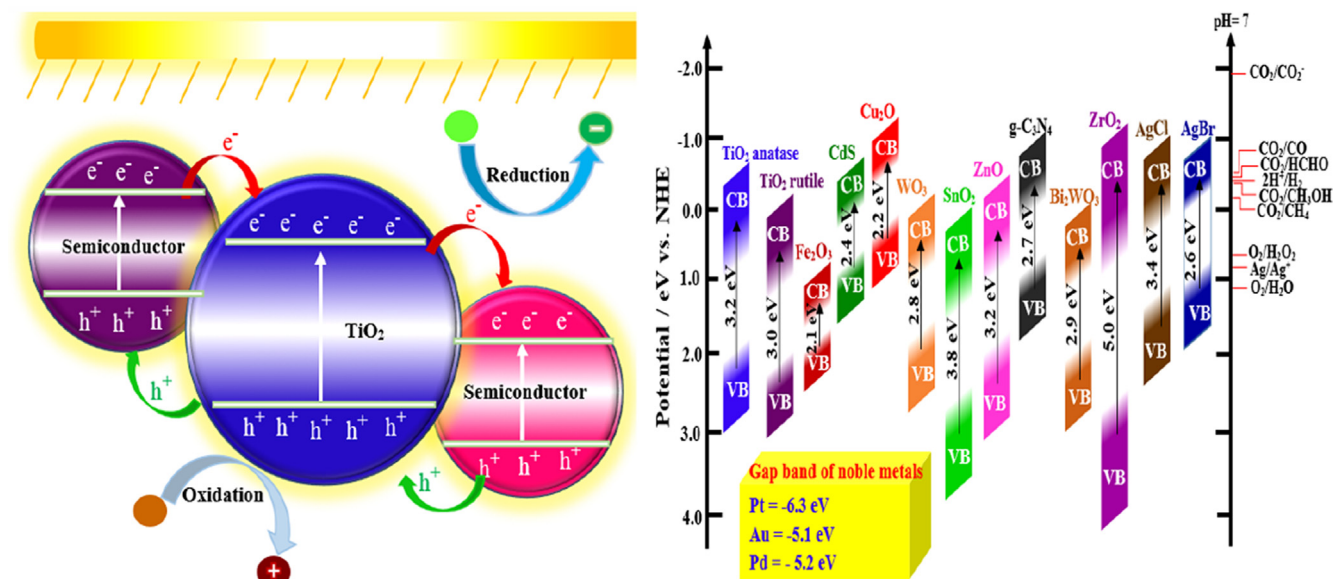 e⁻ e⁻ e⁻
Semiconductor
h⁺ h⁺ h⁺
e⁻
h⁺
e⁻ e⁻ e⁻ e⁻ e⁻
TiO₂
h⁺ h⁺ h⁺ h⁺ h⁺
e⁻
h⁺
e⁻ e⁻ e⁻
Semiconductor
h⁺ h⁺ h⁺
Reduction
-
Oxidation
+
Potential / eV vs. NHE
-2.0
-1.0
0.0
1.0
2.0
3.0
4.0
TiO₂ anatase
CB
3.2 eV
VB
TiO₂ rutile
CB
3.0 eV
VB
Fe₂O₃
CB
2.1 eV
VB
CdS
CB
2.4 eV
VB
Cu₂O
CB
2.2 eV
VB
WO₃
CB
2.8 eV
VB
SnO₂
CB
3.8 eV
VB
ZnO
CB
3.2 eV
VB
g-C₃N₄
CB
2.7 eV
VB
Bi₂WO₃
CB
2.9 eV
VB
ZrO₂
CB
5.0 eV
VB
AgCl
CB
3.4 eV
VB
AgBr
CB
2.6 eV
VB
pH= 7
CO₂/CO₂⁻
CO₂/CO
CO₂/HCHO
2H⁺/H₂
CO₂/CH₃OH
CO₂/CH₄
O₂/H₂O₂
Ag/Ag⁺
O₂/H₂O
Gap band of noble metals
Pt = -6.3 eV
Au = -5.1 eV
Pd = - 5.2 eV